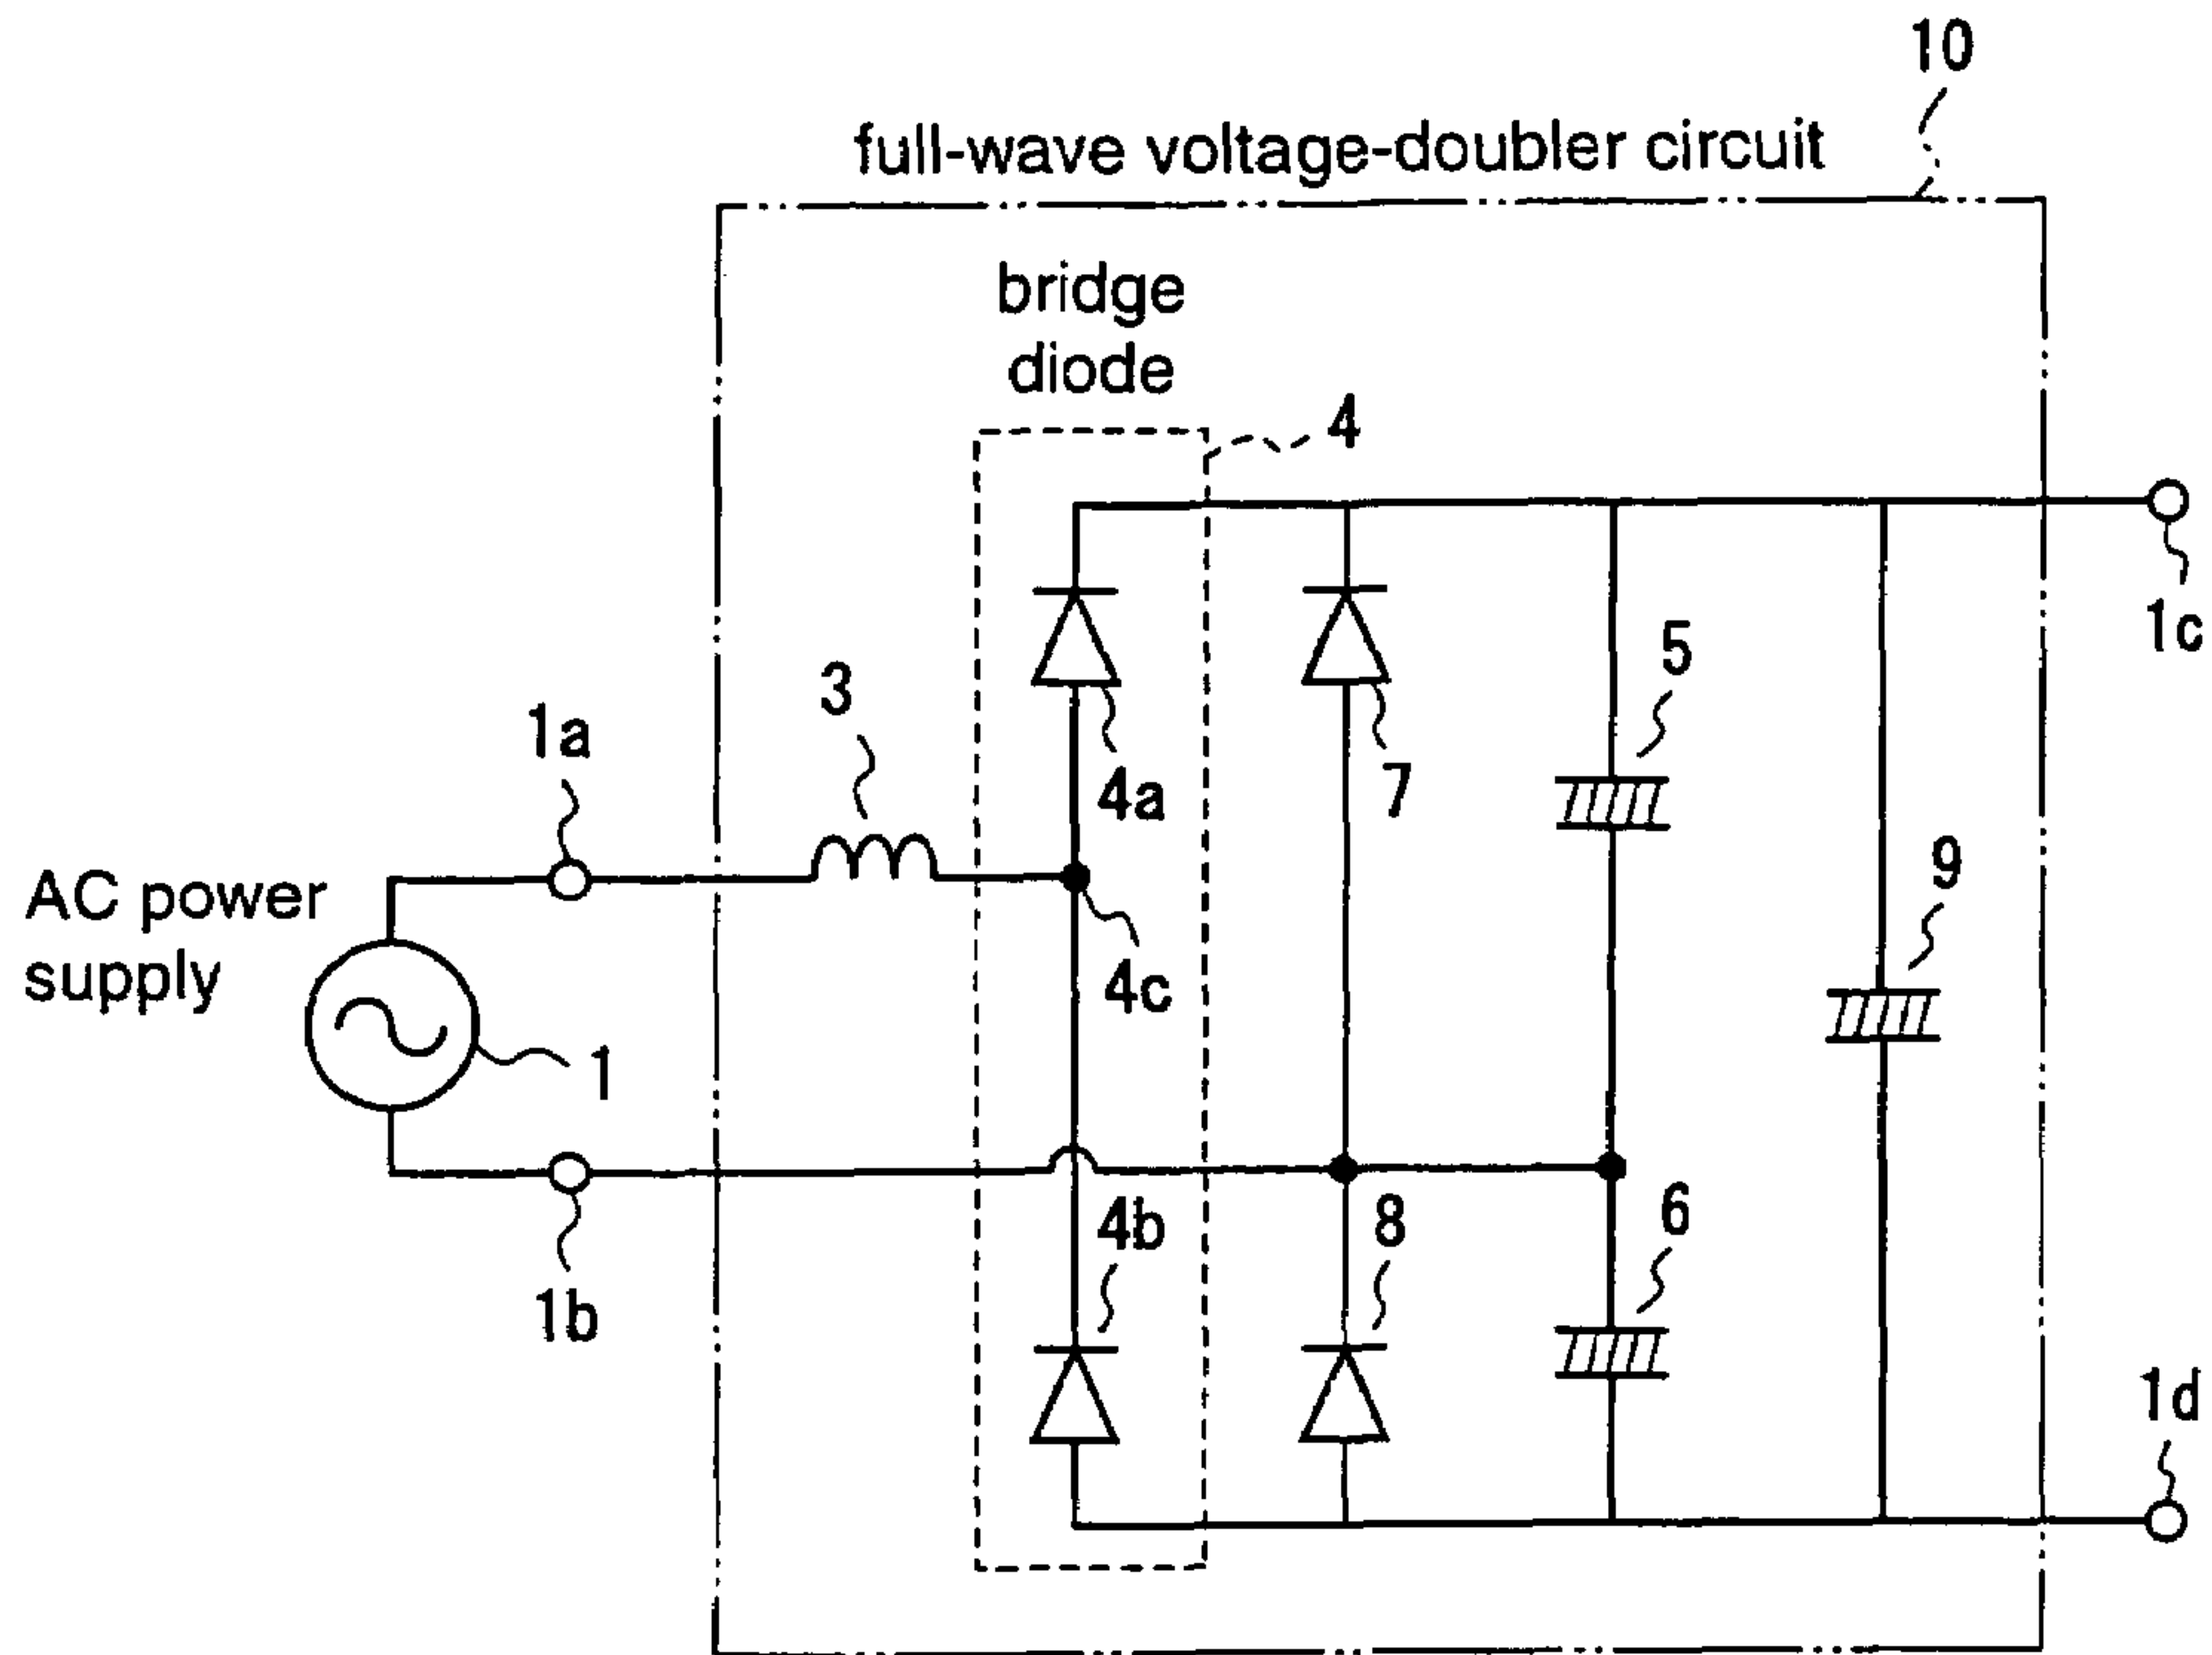 10
full-wave voltage-doubler circuit
bridge
diode
4
1c
5
3
1a
4a
7
9
AC power
supply
4c
1
4b
8
6
1b
1d